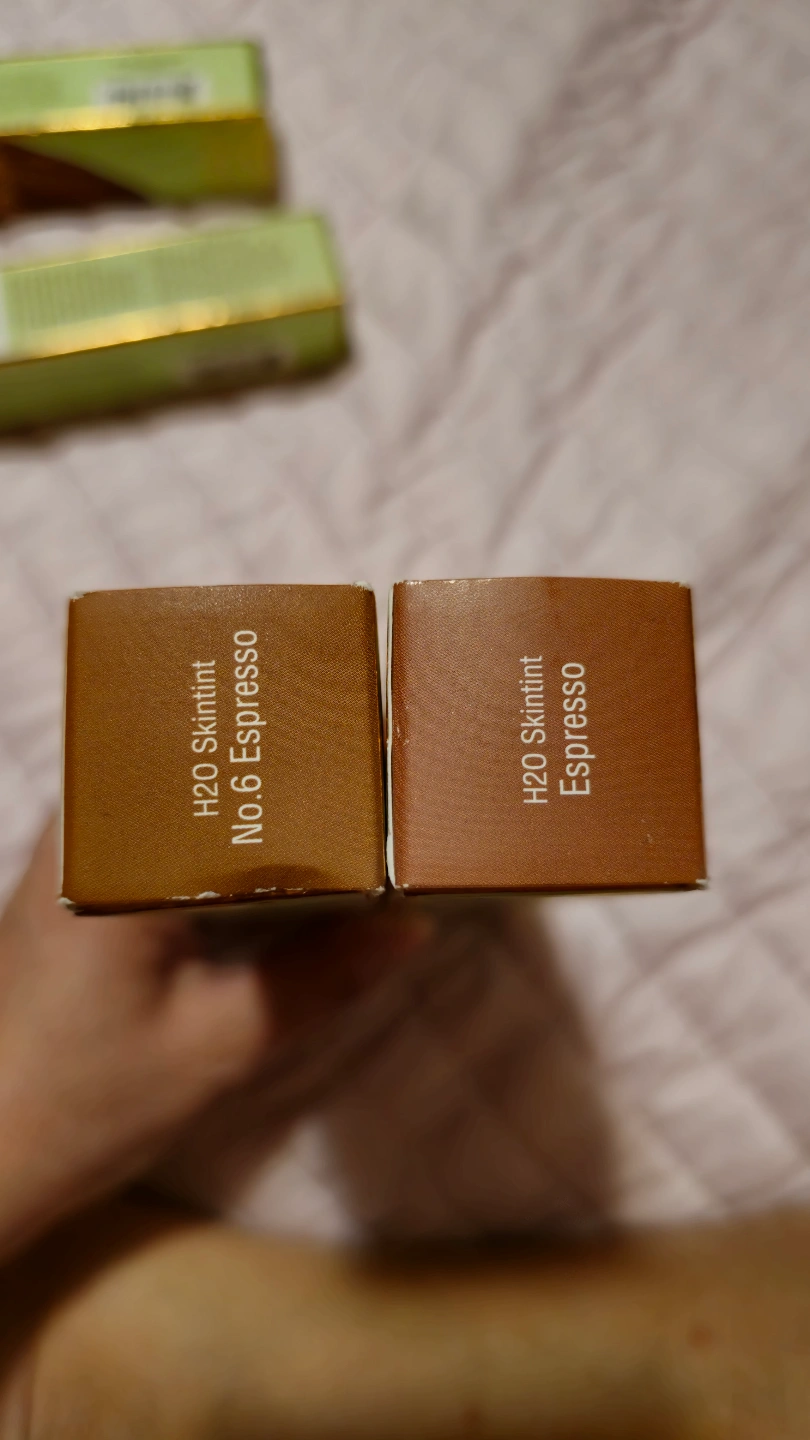 H2O Skintint
No.6 Espresso
H2O Skintint
Espresso